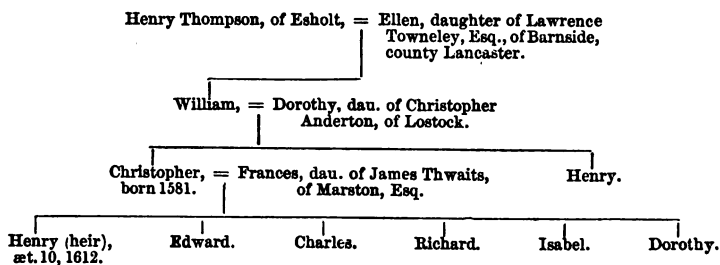 Henry Thompson, of Esholt, = Ellen, daughter of Lawrence
Towneley, Esq., of Barnside,
county Lancaster.
William, = Dorothy, dau. of Christopher
Anderton, of Lostock.
Christopher, = Frances, dau. of James Thwaits,
born 1581. of Marston, Esq.
Henry.
Henry (heir),
æt. 10, 1612.
Edward.
Charles.
Richard.
Isabel.
Dorothy.